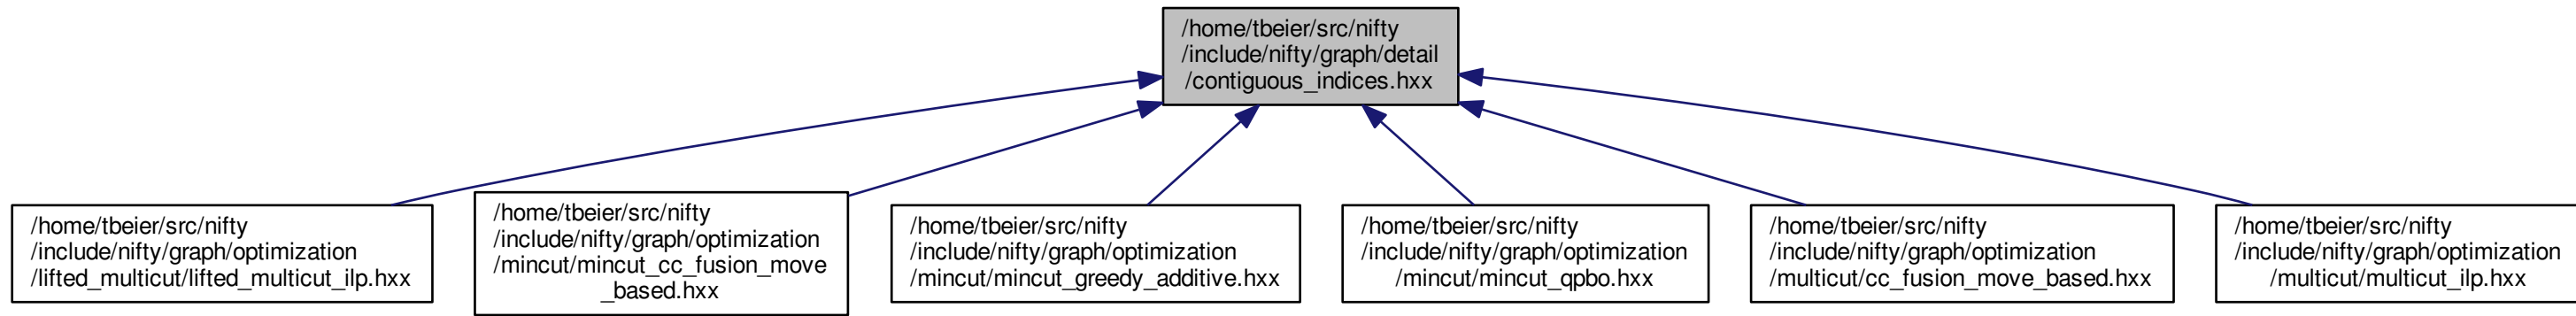 /home/tbeier/src/nifty
/include/nifty/graph/detail
/contiguous_indices.hxx
/home/tbeier/src/nifty
/include/nifty/graph/optimization
/lifted_multicut/lifted_multicut_ilp.hxx
/home/tbeier/src/nifty
/include/nifty/graph/optimization
/mincut/mincut_cc_fusion_move
_based.hxx
/home/tbeier/src/nifty
/include/nifty/graph/optimization
/mincut/mincut_greedy_additive.hxx
/home/tbeier/src/nifty
/include/nifty/graph/optimization
/mincut/mincut_qpbo.hxx
/home/tbeier/src/nifty
/include/nifty/graph/optimization
/multicut/cc_fusion_move_based.hxx
/home/tbeier/src/nifty
/include/nifty/graph/optimization
/multicut/multicut_ilp.hxx